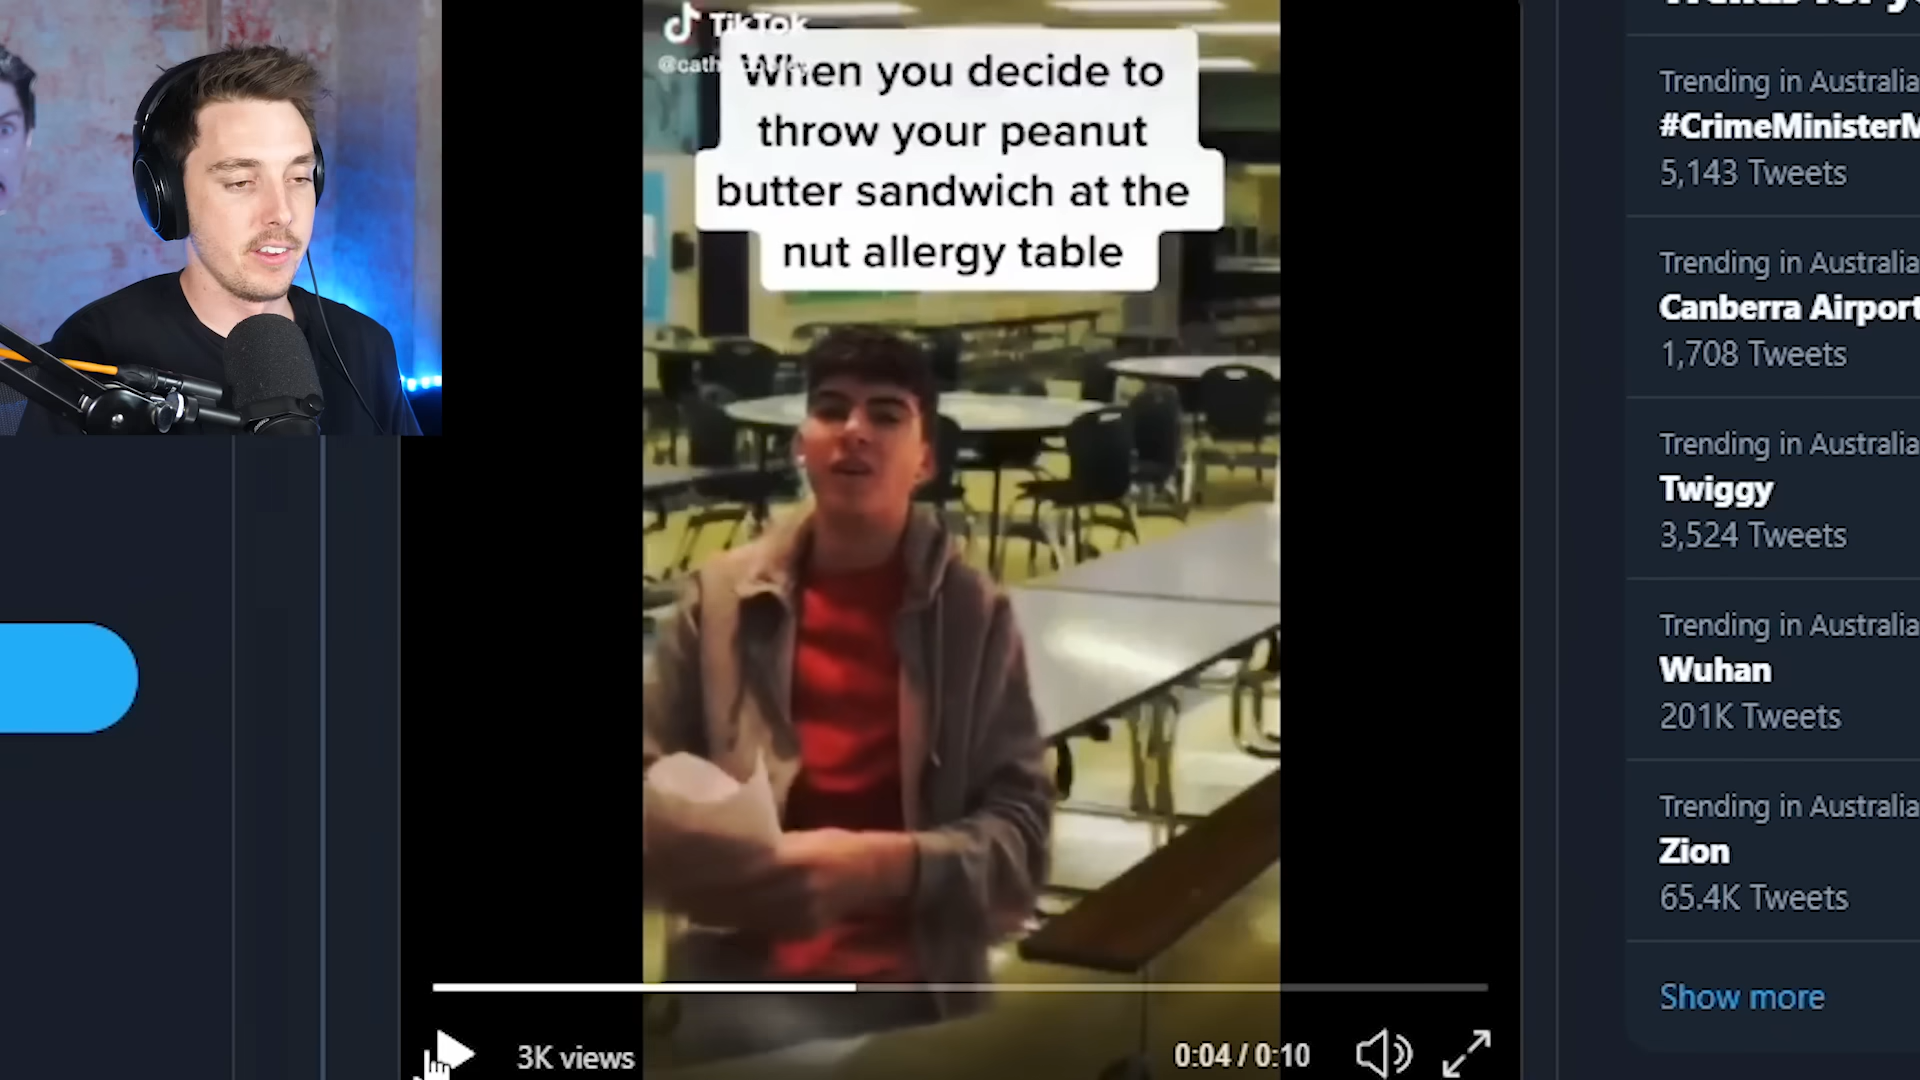 TikTok
When you decide to
throw your peanut
butter sandwich at the
nut allergy table
3K views
0:04 / 0:10
Trending in Australia
#CrimeMinisterM
5,143 Tweets
Trending in Australia
Canberra Airport
1,708 Tweets
Trending in Australia
Twiggy
3,524 Tweets
Trending in Australia
Wuhan
201K Tweets
Trending in Australia
Zion
65.4K Tweets
Show more